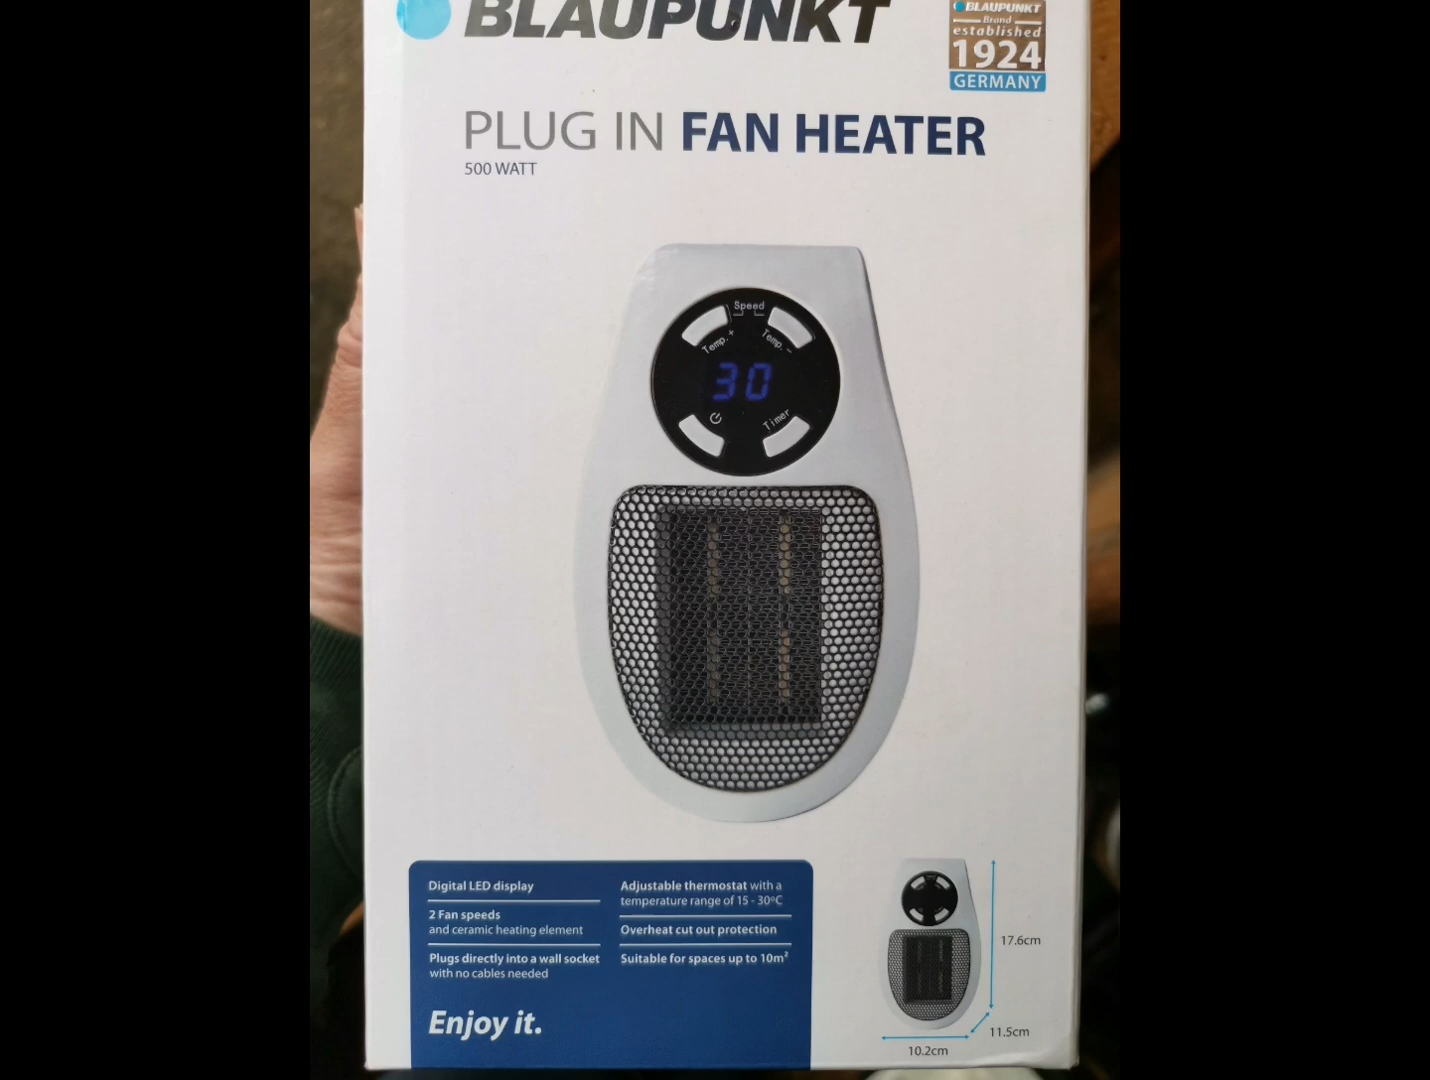 BLAUPUNKT
BLAUPUNKT
Brand
established
1924
GERMANY
PLUG IN FAN HEATER
500 WATT
Speed
Temp.+
Temp.-
30
Timer
Digital LED display
2 Fan speeds
and ceramic heating element
Plugs directly into a wall socket
with no cables needed
Adjustable thermostat with a
temperature range of 15 - 30ºC
Overheat cut out protection
Suitable for spaces up to 10m²
Enjoy it.
17.6cm
11.5cm
10.2cm